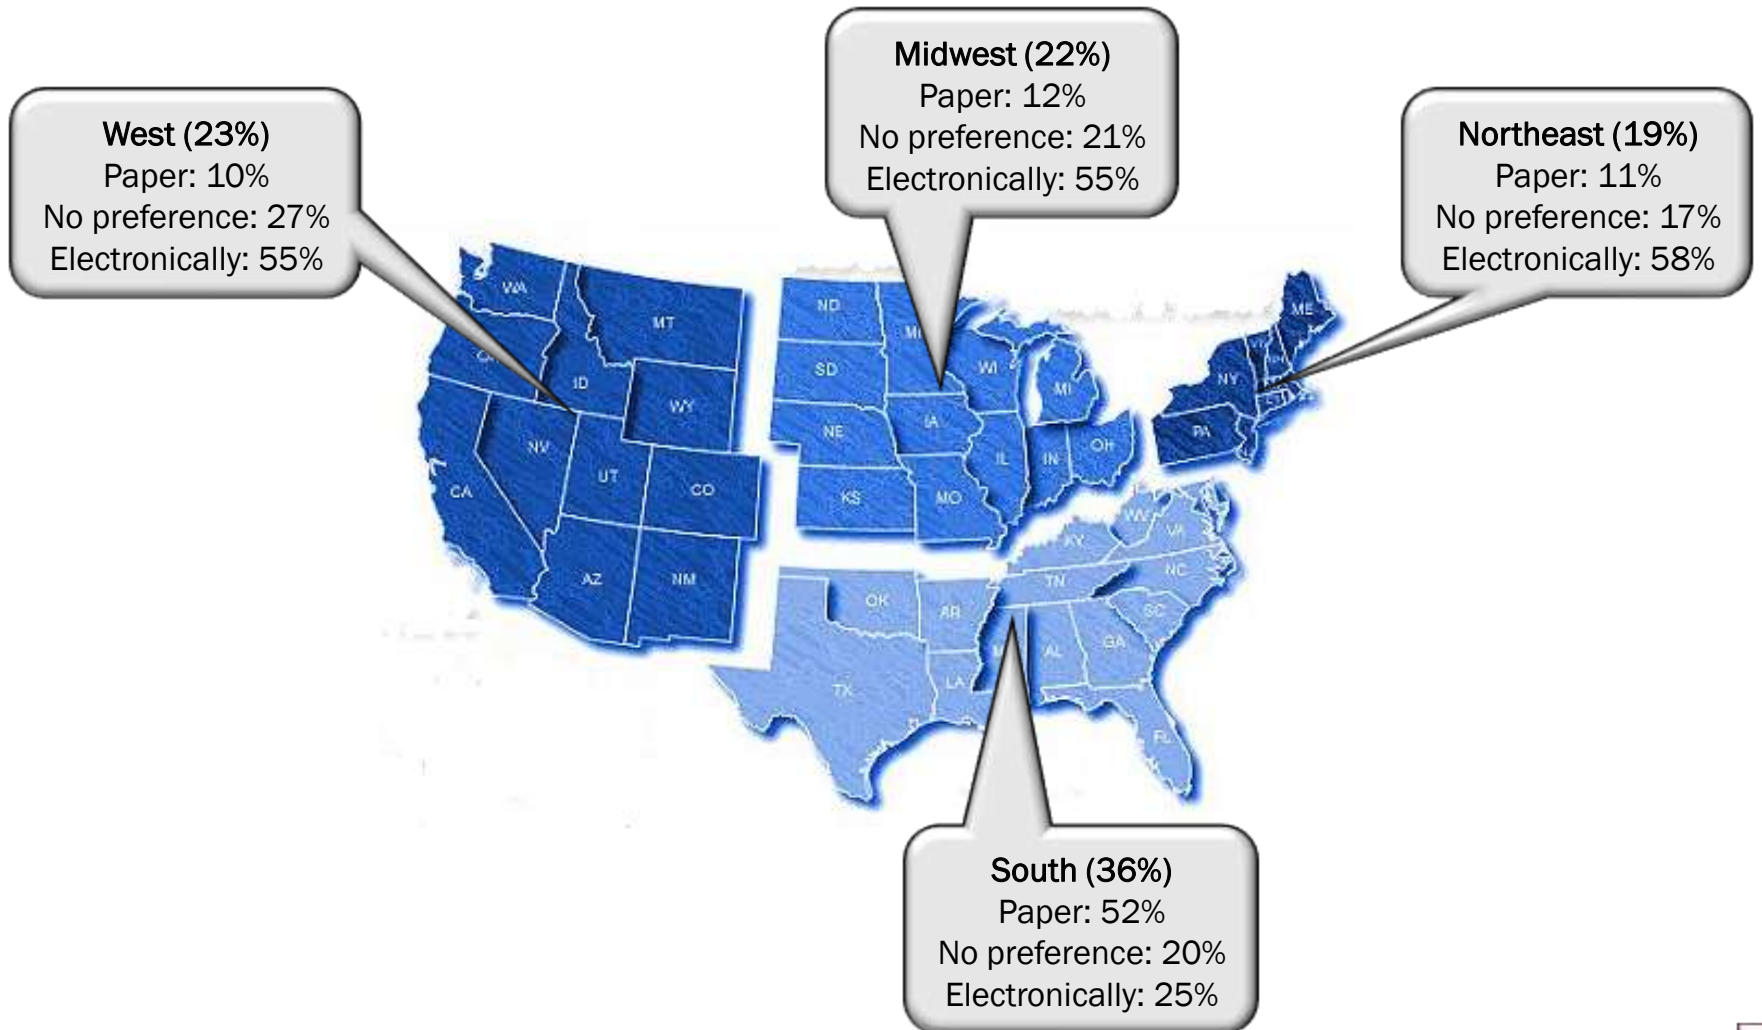 Midwest (22%)
Paper: 12%
No preference: 21%
Electronically: 55%
West (23%)
Paper: 10%
No preference: 27%
Electronically: 55%
Northeast (19%)
Paper: 11%
No preference: 17%
Electronically: 58%
WA
MT
ID
WY
NV
UT
CO
CA
AZ
NM
ND
SD
WI
MI
NE
IA
IL
IN
OH
KS
MO
ME
NY
PA
WV
VA
KY
NC
TN
OK
AR
SC
AL
GA
TX
LA
FL
South (36%)
Paper: 52%
No preference: 20%
Electronically: 25%